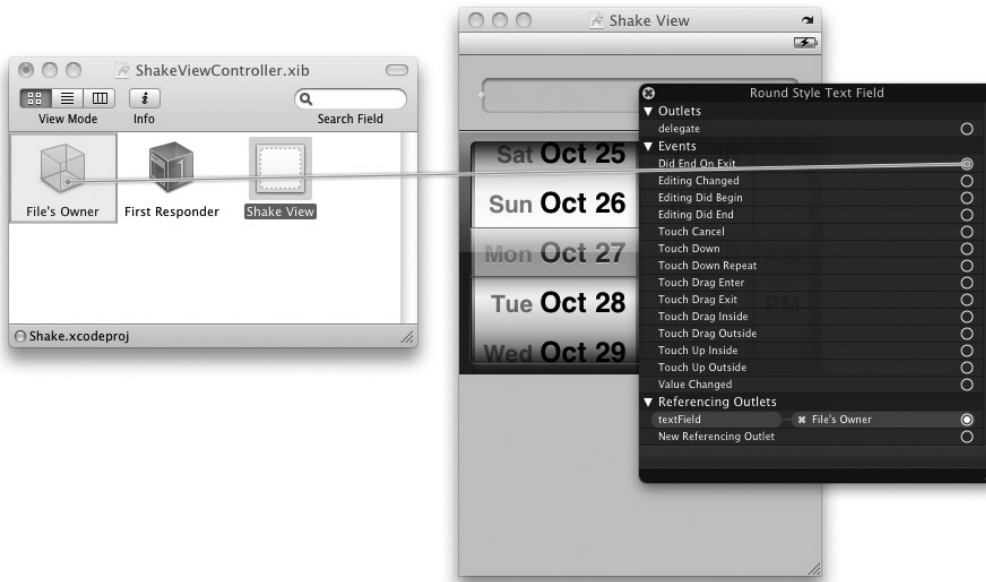 ShakeViewController.xib
View Mode
Info
Search Field
File's Owner
First Responder
Shake View
Shake.xcodeproj
Shake View
Sat Oct 25
Sun Oct 26
Mon Oct 27
Tue Oct 28
Wed Oct 29
AM
PM
Round Style Text Field
Outlets
delegate
Events
Did End On Exit
Editing Changed
Editing Did Begin
Editing Did End
Touch Cancel
Touch Down
Touch Down Repeat
Touch Drag Enter
Touch Drag Exit
Touch Drag Inside
Touch Drag Outside
Touch Up Inside
Touch Up Outside
Value Changed
Referencing Outlets
textField File's Owner
New Referencing Outlet